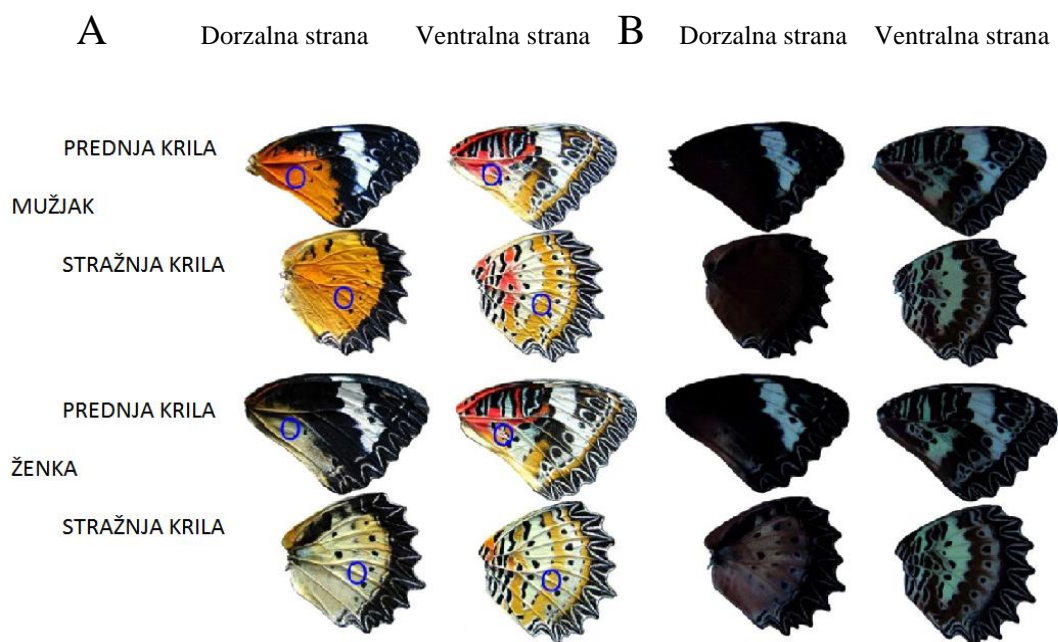 A Dorzalna strana Ventralna strana B Dorzalna strana Ventralna strana
PREDNJA KRILA
MUŽJAK
STRAŽNJA KRILA
PREDNJA KRILA
ŽENKA
STRAŽNJA KRILA